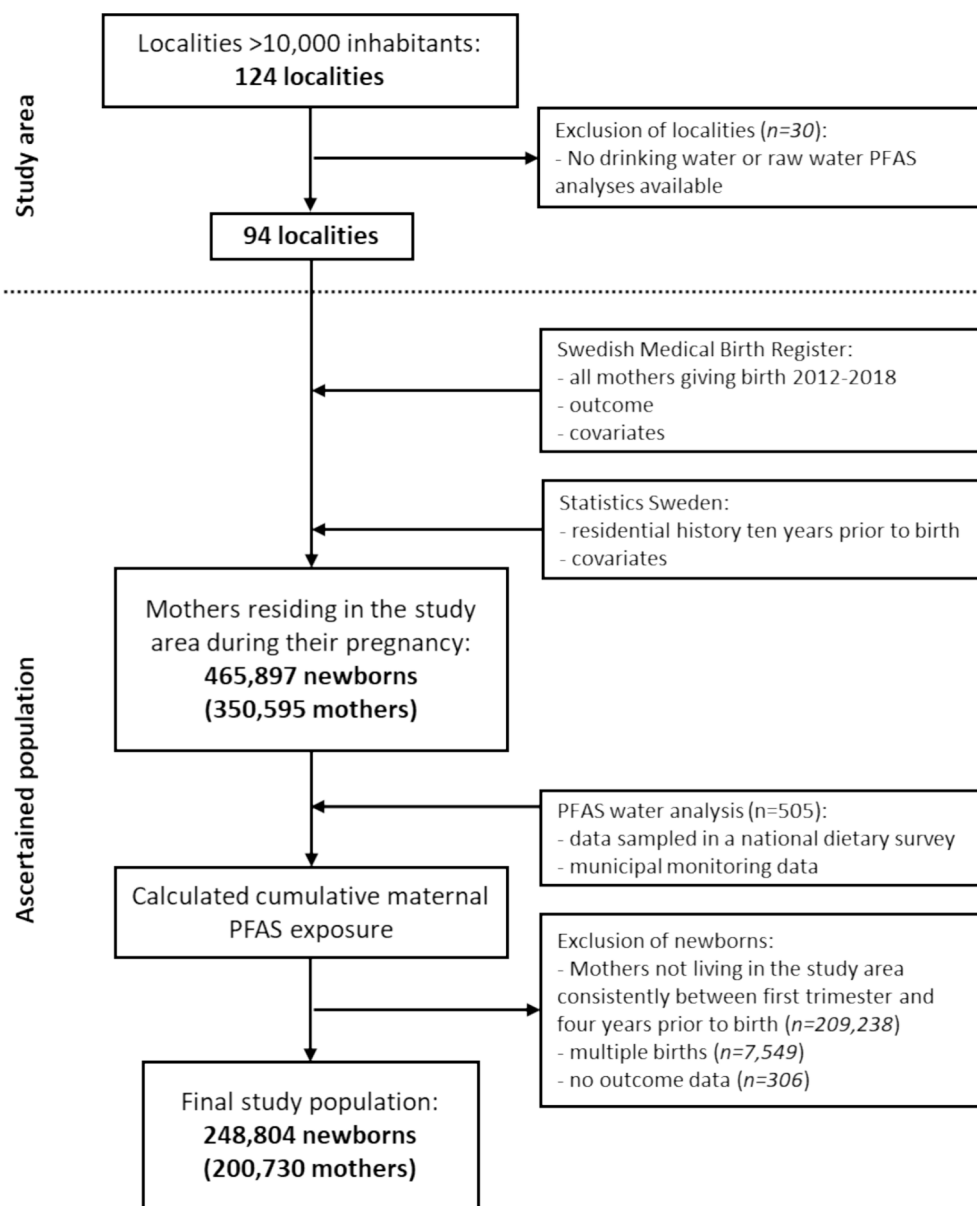 Study area
Localities >10,000 inhabitants:
124 localities
Exclusion of localities (n=30):
- No drinking water or raw water PFAS
analyses available
94 localities
Ascertained population
Swedish Medical Birth Register:
- all mothers giving birth 2012-2018
- outcome
- covariates
Statistics Sweden:
- residential history ten years prior to birth
- covariates
Mothers residing in the study
area during their pregnancy:
465,897 newborns
(350,595 mothers)
PFAS water analysis (n=505):
- data sampled in a national dietary survey
- municipal monitoring data
Calculated cumulative maternal
PFAS exposure
Exclusion of newborns:
- Mothers not living in the study area
consistently between first trimester and
four years prior to birth (n=209,238)
- multiple births (n=7,549)
- no outcome data (n=306)
Final study population:
248,804 newborns
(200,730 mothers)